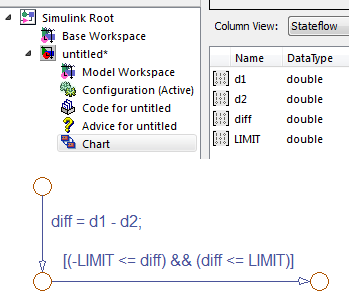 Simulink Root
Base Workspace
untitled*
Model Workspace
Configuration (Active)
Code for untitled
Advice for untitled
Chart
Column View: Stateflow
Name DataType
d1 double
d2 double
diff double
LIMIT double
diff = d1 - d2;
[(-LIMIT <= diff) && (diff <= LIMIT)]